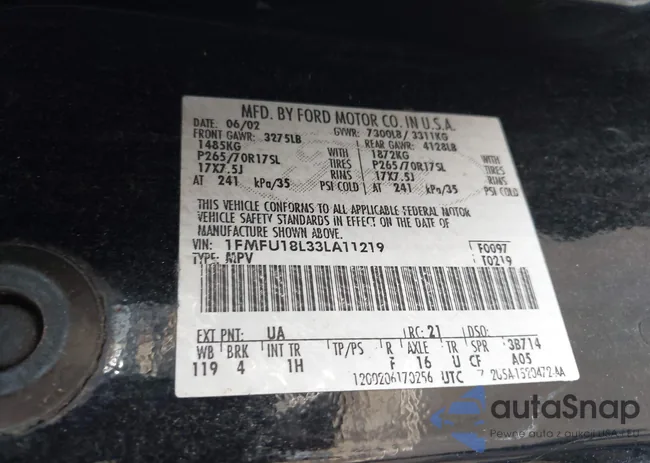 MFD. BY FORD MOTOR CO. IN U.S.A.
DATE: 06/02 GVWR: 7300LB / 3311KG
FRONT GAWR: 3275LB REAR GAWR: 4128LB
1485KG WITH 1872KG WITH
P265/70R17SL TIRES P265/70R17SL TIRES
17X7.5J RIMS 17X7.5J RIMS
AT 241 kPa/35 PSI COLD AT 241 kPa/35 PSI COLD
THIS VEHICLE CONFORMS TO ALL APPLICABLE FEDERAL MOTOR
VEHICLE SAFETY STANDARDS IN EFFECT ON THE DATE OF
MANUFACTURE SHOWN ABOVE.
VIN: 1FMFU18L33LA11219 F0097
TYPE: MPV T0219
EXT PNT: UA RC: 21 DSO:
WB BRK INT TR TP/PS R AXLE TR SPR 3B714
119 4 1H F 16 U CF A05
1200206170256 UTC
autoSnap
Pewne auto z aukcji USA i EU